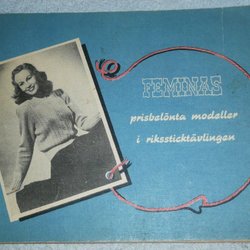 FEMINAS
prisbelönta modeller
i rikssticktävlingen